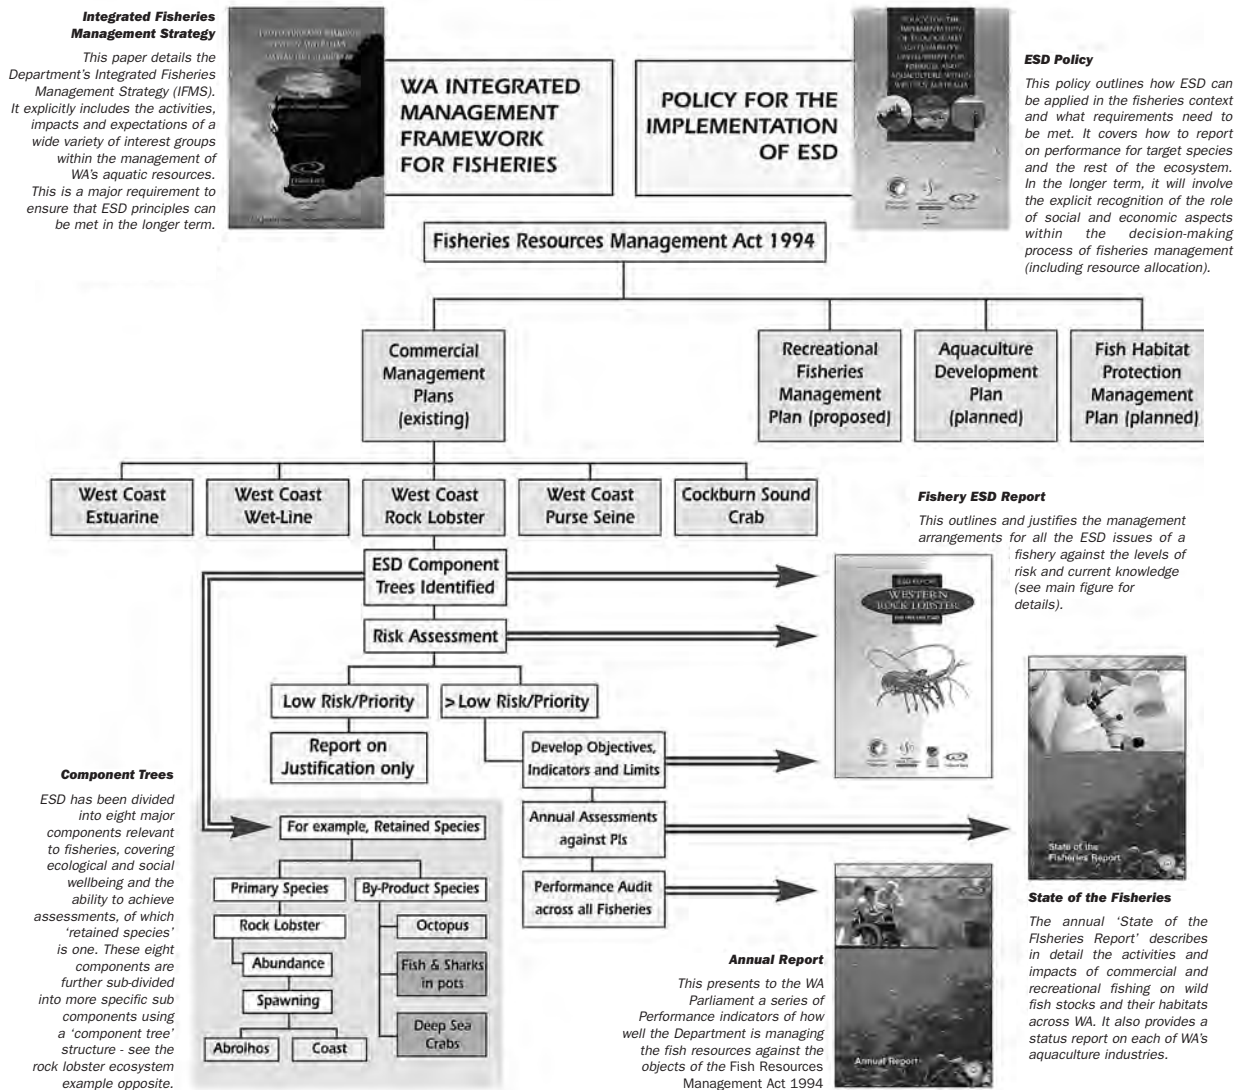 Integrated Fisheries
Management Strategy
This paper details the
Department's Integrated Fisheries
Management Strategy (IFMS).
It explicitly includes the activities,
impacts and expectations of a
wide variety of interest groups
within the management of
WA's aquatic resources.
This is a major requirement to
ensure that ESD principles can
be met in the longer term.
WA INTEGRATED
MANAGEMENT
FRAMEWORK
FOR FISHERIES
POLICY FOR THE
IMPLEMENTATION
OF ESD
POLICY FOR THE
IMPLEMENTATION
OF ECOLOGICALLY
SUSTAINABLE
DEVELOPMENT FOR
FISHERIES AND
AQUACULTURE WITHIN
WESTERN AUSTRALIA
ESD Policy
This policy outlines how ESD can
be applied in the fisheries context
and what requirements need to
be met. It covers how to report
on performance for target species
and the rest of the ecosystem.
In the longer term, it will involve
the explicit recognition of the role
of social and economic aspects
within the decision-making
process of fisheries management
(including resource allocation).
Fisheries Resources Management Act 1994
Commercial
Management
Plans
(existing)
Recreational
Fisheries
Management
Plan (proposed)
Aquaculture
Development
Plan
(planned)
Fish Habitat
Protection
Management
Plan (planned)
West Coast
Estuarine
West Coast
Wet-Line
West Coast
Rock Lobster
West Coast
Purse Seine
Cockburn Sound
Crab
Fishery ESD Report
This outlines and justifies the management
arrangements for all the ESD issues of a
fishery against the levels of
risk and current knowledge
(see main figure for
details).
ESD Component
Trees Identified
Risk Assessment
Low Risk/Priority
> Low Risk/Priority
Report on
Justification only
Develop Objectives,
Indicators and Limits
Annual Assessments
against PIs
Performance Audit
across all Fisheries
ESD REPORT
WESTERN
ROCK LOBSTER
State of the
Fisheries Report
Component Trees
ESD has been divided
into eight major
components relevant
to fisheries, covering
ecological and social
wellbeing and the
ability to achieve
assessments, of which
'retained species'
is one. These eight
components are
further sub-divided
into more specific sub
components using
a 'component tree'
structure - see the
rock lobster ecosystem
example opposite.
For example, Retained Species
Primary Species
By-Product Species
Rock Lobster
Octopus
Abundance
Fish & Sharks
in pots
Spawning
Deep Sea
Crabs
Abrolhos
Coast
Annual Report
This presents to the WA
Parliament a series of
Performance indicators of how
well the Department is managing
the fish resources against the
objects of the Fish Resources
Management Act 1994
Annual Report
State of the Fisheries
The annual 'State of the
FIsheries Report' describes
in detail the activities and
impacts of commercial and
recreational fishing on wild
fish stocks and their habitats
across WA. It also provides a
status report on each of WA's
aquaculture industries.